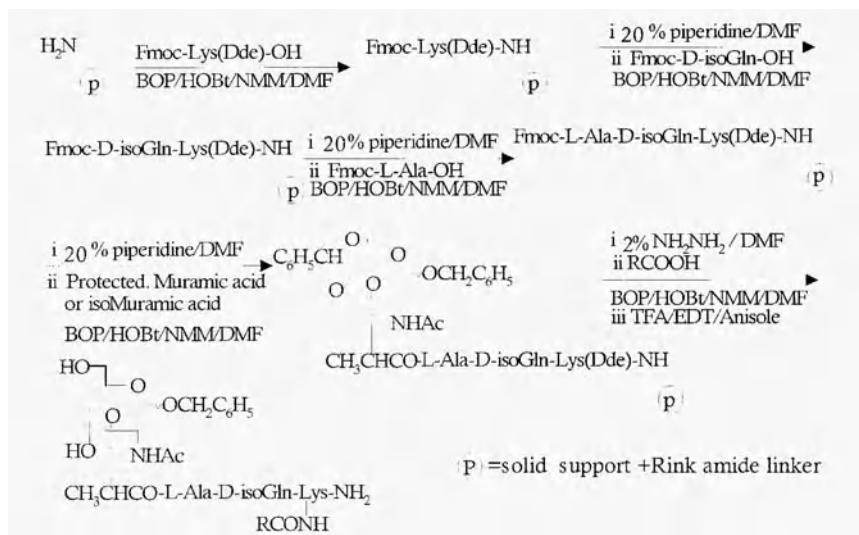 H₂N
(p)
Fmoc-Lys(Dde)-OH
BOP/HOBt/NMM/DMF
Fmoc-Lys(Dde)-NH
(p)
i 20 % piperidine/DMF
ii Fmoc-D-isoGln-OH
BOP/HOBt/NMM/DMF
Fmoc-D-isoGln-Lys(Dde)-NH
(p)
i 20% piperidine/DMF
ii Fmoc-L-Ala-OH
BOP/HOBt/NMM/DMF
Fmoc-L-Ala-D-isoGln-Lys(Dde)-NH
(p)
i 20 % piperidine/DMF
ii Protected. Muramic acid
or isoMuramic acid
BOP/HOBt/NMM/DMF
C₆H₅CH
O
O
O
O
OCH₂C₆H₅
NHAc
CH₃CHCO-L-Ala-D-isoGln-Lys(Dde)-NH
(p)
i 2% NH₂NH₂ / DMF
ii RCOOH
BOP/HOBt/NMM/DMF
iii TFA/EDT/Anisole
HO
O
OCH₂C₆H₅
O
HO
NHAc
CH₃CHCO-L-Ala-D-isoGln-Lys-NH₂
RCONH
(P) =solid support +Rink amide linker